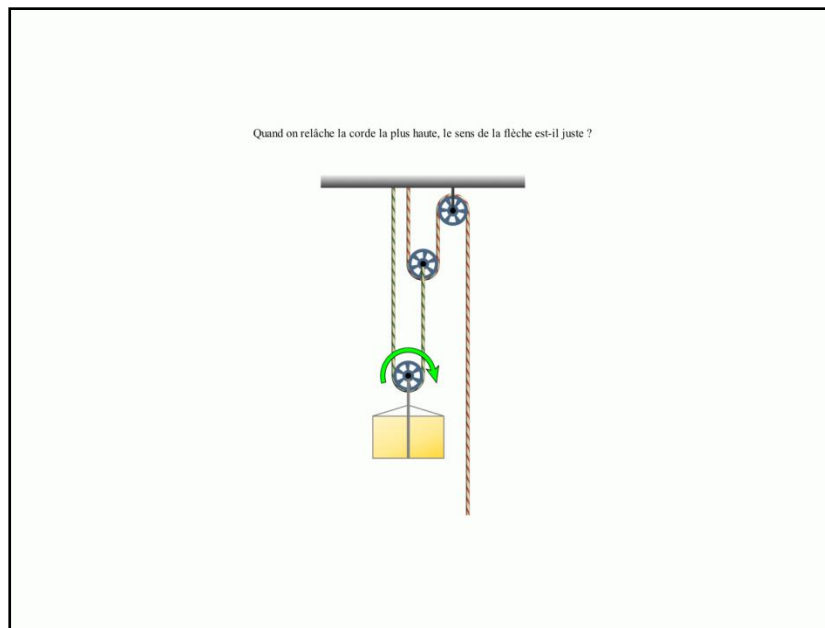 Quand on relâche la corde la plus haute, le sens de la flèche est-il juste ?